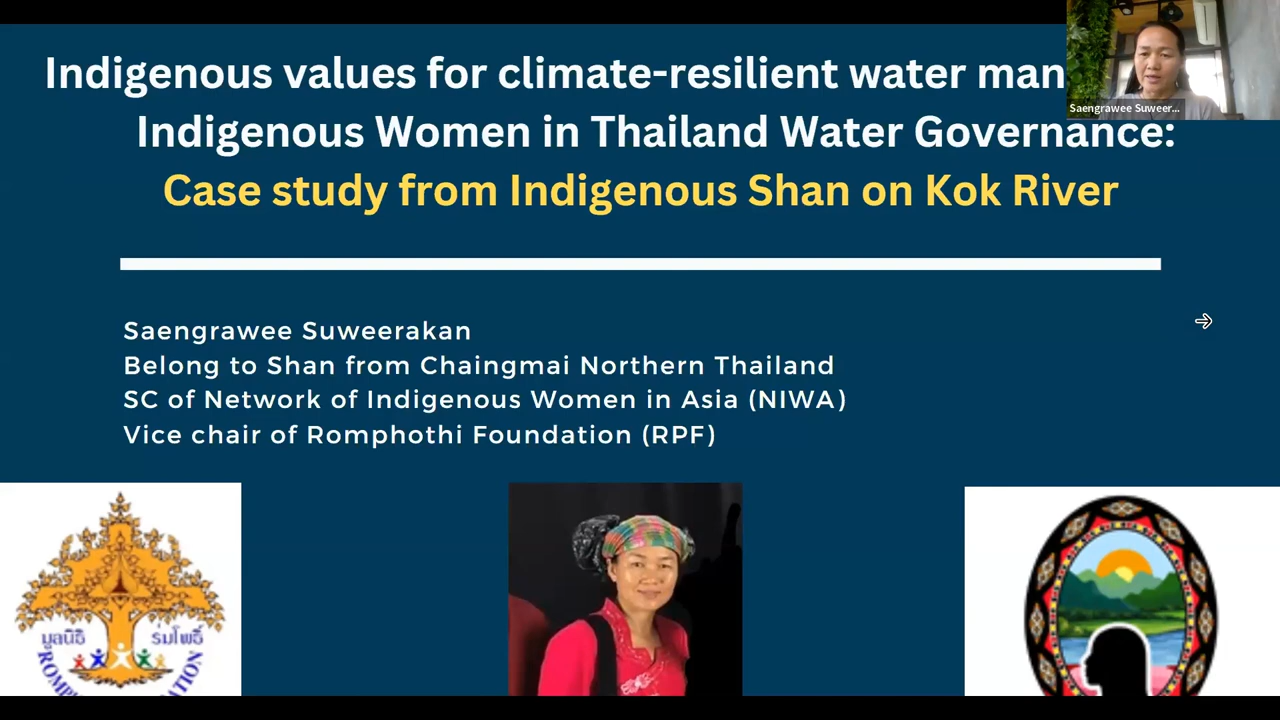 Indigenous values for climate-resilient water man
Saengrawee Suweer...
Indigenous Women in Thailand Water Governance:
Case study from Indigenous Shan on Kok River
Saengrawee Suweerakan
Belong to Shan from Chaingmai Northern Thailand
SC of Network of Indigenous Women in Asia (NIWA)
Vice chair of Romphothi Foundation (RPF)
มูลนิธิ ร่มโพธิ์